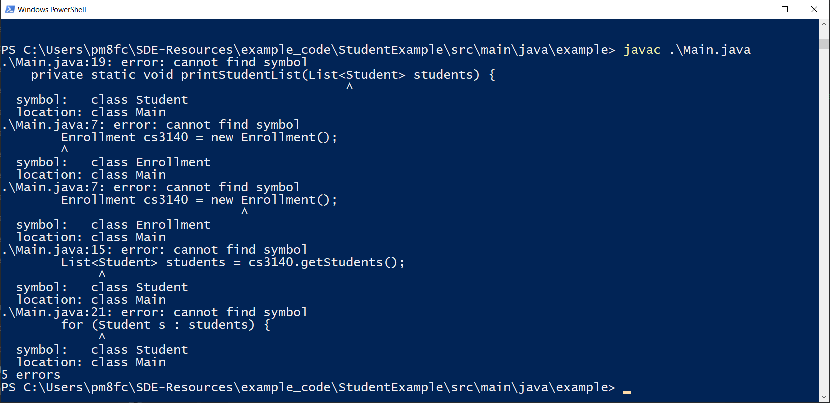 Windows PowerShell
PS C:\Users\pm8fc\SDE-Resources\example_code\StudentExample\src\main\java\example> javac .\Main.java
.\Main.java:19: error: cannot find symbol
    private static void printStudentList(List<Student> students) {
                                              ^
  symbol:   class Student
  location: class Main
.\Main.java:7: error: cannot find symbol
        Enrollment cs3140 = new Enrollment();
        ^
  symbol:   class Enrollment
  location: class Main
.\Main.java:7: error: cannot find symbol
        Enrollment cs3140 = new Enrollment();
                                ^
  symbol:   class Enrollment
  location: class Main
.\Main.java:15: error: cannot find symbol
        List<Student> students = cs3140.getStudents();
             ^
  symbol:   class Student
  location: class Main
.\Main.java:21: error: cannot find symbol
        for (Student s : students) {
             ^
  symbol:   class Student
  location: class Main
5 errors
PS C:\Users\pm8fc\SDE-Resources\example_code\StudentExample\src\main\java\example>